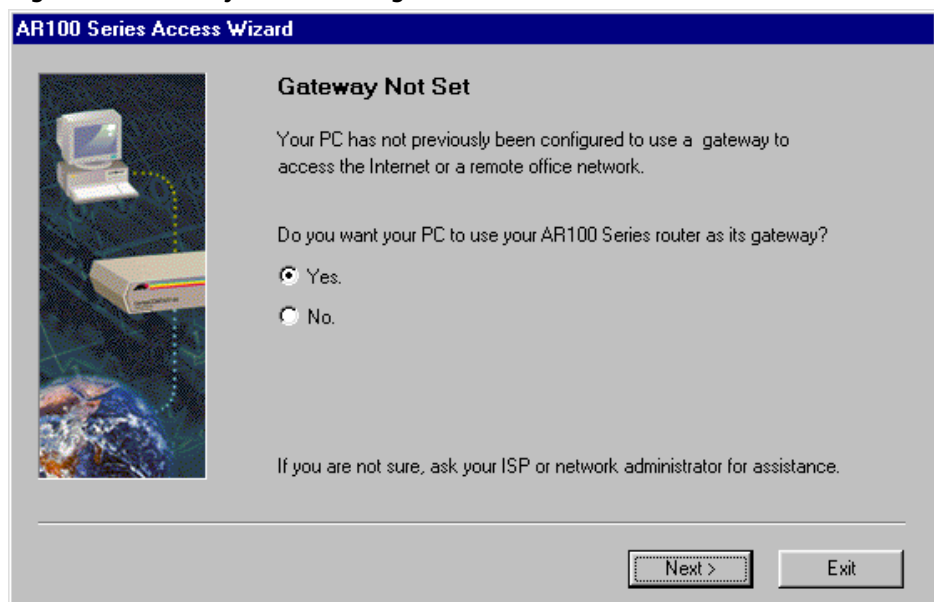 AR100 Series Access Wizard
Gateway Not Set
Your PC has not previously been configured to use a gateway to
access the Internet or a remote office network.
Do you want your PC to use your AR100 Series router as its gateway?
Yes.
No.
If you are not sure, ask your ISP or network administrator for assistance.
Next >
Exit